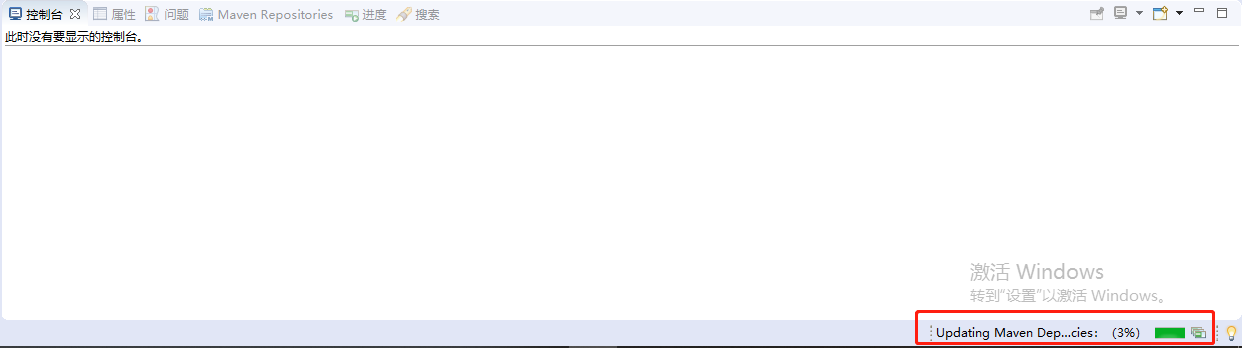 控制台 属性 问题 Maven Repositories 进度 搜索
此时没有要显示的控制台。
激活 Windows
转到“设置”以激活 Windows。
Updating Maven Dep...cies: (3%)